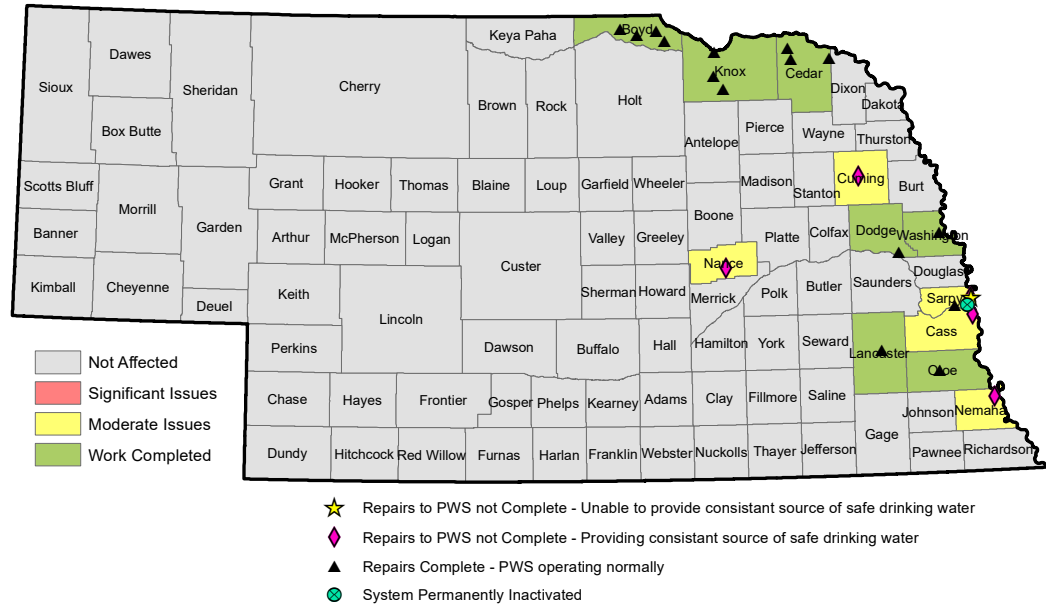 Keya Paha Boyd
Dawes
Sioux Sheridan Cherry Brown Rock Holt Knox Cedar Dixon
Dakota
Box Butte Antelope Pierce Wayne Thurston
Scotts Bluff Grant Hooker Thomas Blaine Loup Garfield Wheeler Madison Stanton Cuming Burt
Morrill Garden Boone
Banner Arthur McPherson Logan Custer Valley Greeley Platte Colfax Dodge Washington
Kimball Cheyenne Keith Sherman Howard Nance Merrick Polk Butler Saunders Douglas
Deuel Lincoln Sarpy
Perkins Dawson Buffalo Hall Hamilton York Seward Lancaster Cass
Otoe
Chase Hayes Frontier Gosper Phelps Kearney Adams Clay Fillmore Saline Johnson Nemaha
Gage
Dundy Hitchcock Red Willow Furnas Harlan Franklin Webster Nuckolls Thayer Jefferson Pawnee Richardson
Not Affected
Significant Issues
Moderate Issues
Work Completed
Repairs to PWS not Complete - Unable to provide consistant source of safe drinking water
Repairs to PWS not Complete - Providing consistant source of safe drinking water
Repairs Complete - PWS operating normally
System Permanently Inactivated